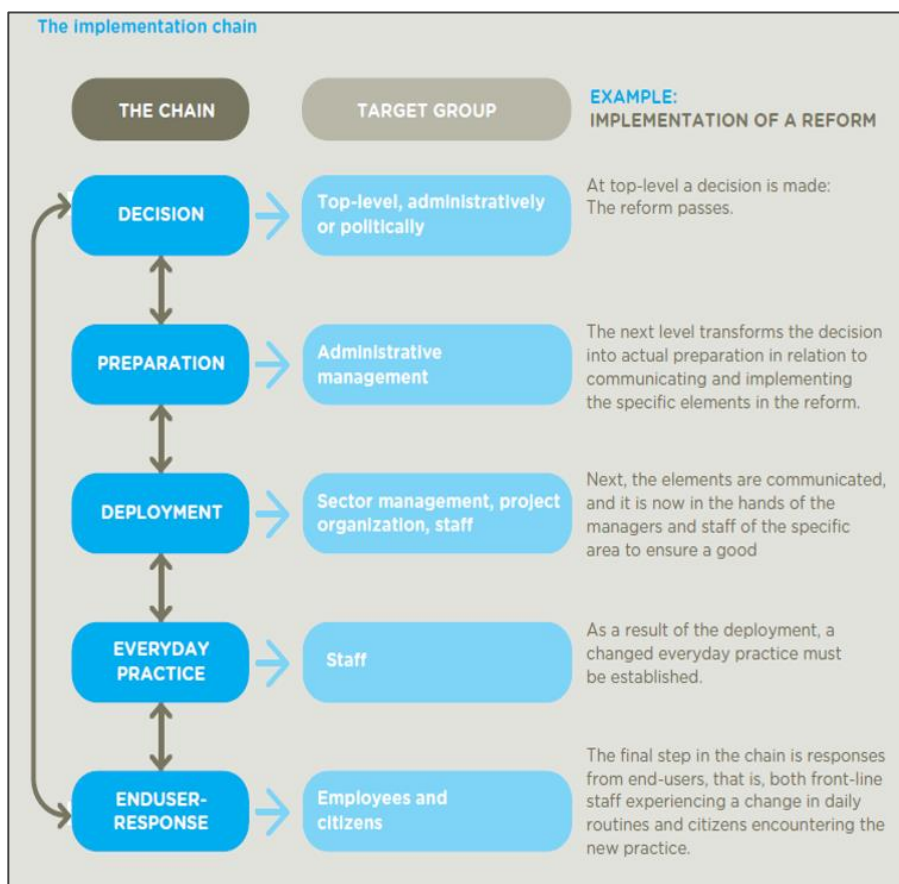 The implementation chain
THE CHAIN
TARGET GROUP
EXAMPLE:
IMPLEMENTATION OF A REFORM
DECISION
Top-level, administratively
or politically
At top-level a decision is made:
The reform passes.
PREPARATION
Administrative
management
The next level transforms the decision
into actual preparation in relation to
communicating and implementing
the specific elements in the reform.
DEPLOYMENT
Sector management, project
organization, staff
Next, the elements are communicated,
and it is now in the hands of the
managers and staff of the specific
area to ensure a good
EVERYDAY
PRACTICE
Staff
As a result of the deployment, a
changed everyday practice must
be established.
ENDUSER-
RESPONSE
Employees and
citizens
The final step in the chain is responses
from end-users, that is, both front-line
staff experiencing a change in daily
routines and citizens encountering the
new practice.